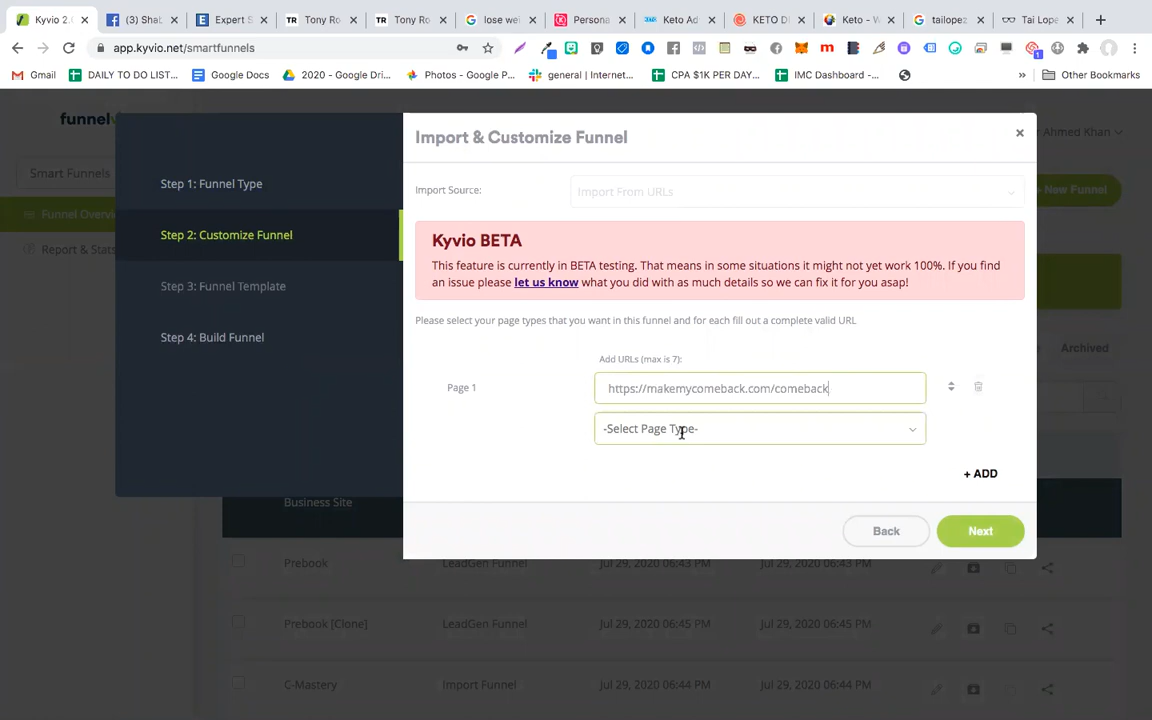 Kyvio 2.
(3) Shab
Expert S
Tony Ro
Tony Ro
lose wei
Persona
Keto Ad
KETO D
Keto - W
tailopez
Tai Lope
app.kyvio.net/smartfunnels
Gmail
DAILY TO DO LIST...
Google Docs
2020 - Google Dri...
Photos - Google P...
general | Internet...
CPA $1K PER DAY...
IMC Dashboard -...
Other Bookmarks
funnel
Ahmed Khan
Smart Funnels
+ New Funnel
Funnel Overvi
Report & Stats
Archived
Step 1: Funnel Type
Step 2: Customize Funnel
Step 3: Funnel Template
Step 4: Build Funnel
Import & Customize Funnel
×
Import Source:
Import From URLs
Kyvio BETA
This feature is currently in BETA testing. That means in some situations it might not yet work 100%. If you find
an issue please let us know what you did with as much details so we can fix it for you asap!
Please select your page types that you want in this funnel and for each fill out a complete valid URL
Add URLs (max is 7):
Page 1
https://makemycomeback.com/comeback
-Select Page Type-
+ ADD
Back
Next
Business Site
Prebook
LeadGen Funnel
Jul 29, 2020 06:43 PM
Jul 29, 2020 06:43 PM
Prebook [Clone]
LeadGen Funnel
Jul 29, 2020 06:45 PM
Jul 29, 2020 06:45 PM
C-Mastery
Import Funnel
Jul 29, 2020 06:44 PM
Jul 29, 2020 06:44 PM